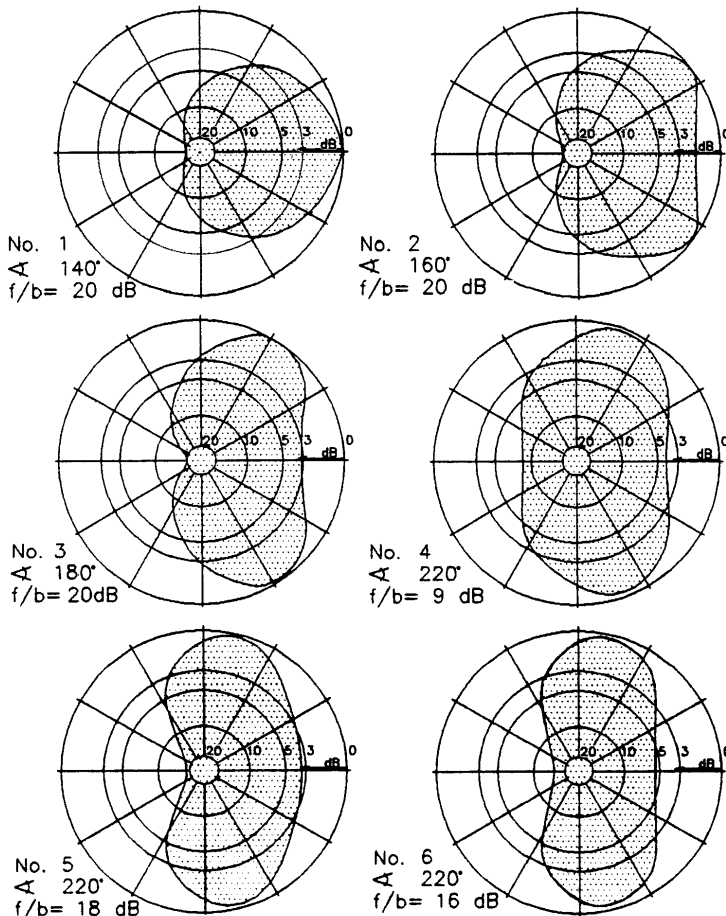 20 10 5 3 0
dB
No. 1
∢ 140°
f/b= 20 dB
20 10 5 3 0
dB
No. 2
∢ 160°
f/b= 20 dB
20 10 5 3 0
dB
No. 3
∢ 180°
f/b= 20dB
20 10 5 3 0
dB
No. 4
∢ 220°
f/b= 9 dB
20 10 5 3 0
dB
No. 5
∢ 220°
f/b= 18 dB
20 10 5 3
dB
No. 6
∢ 220°
f/b= 16 dB